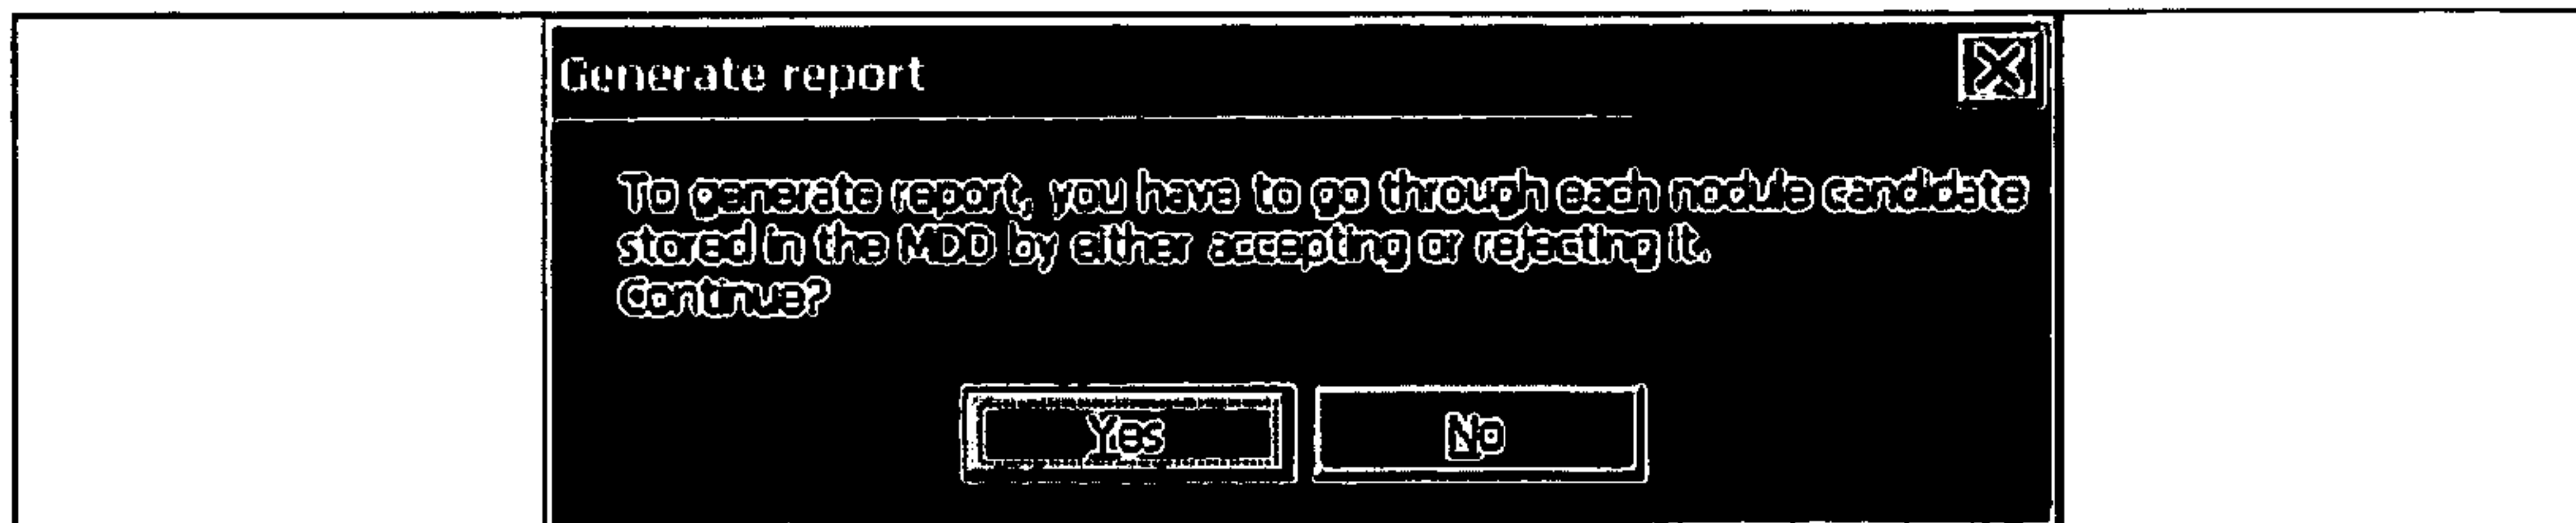 Generate report
To generate report, you have to go through each nodule candidate
stored in the MDD by either accepting or rejecting it.
Continue?
Yes No